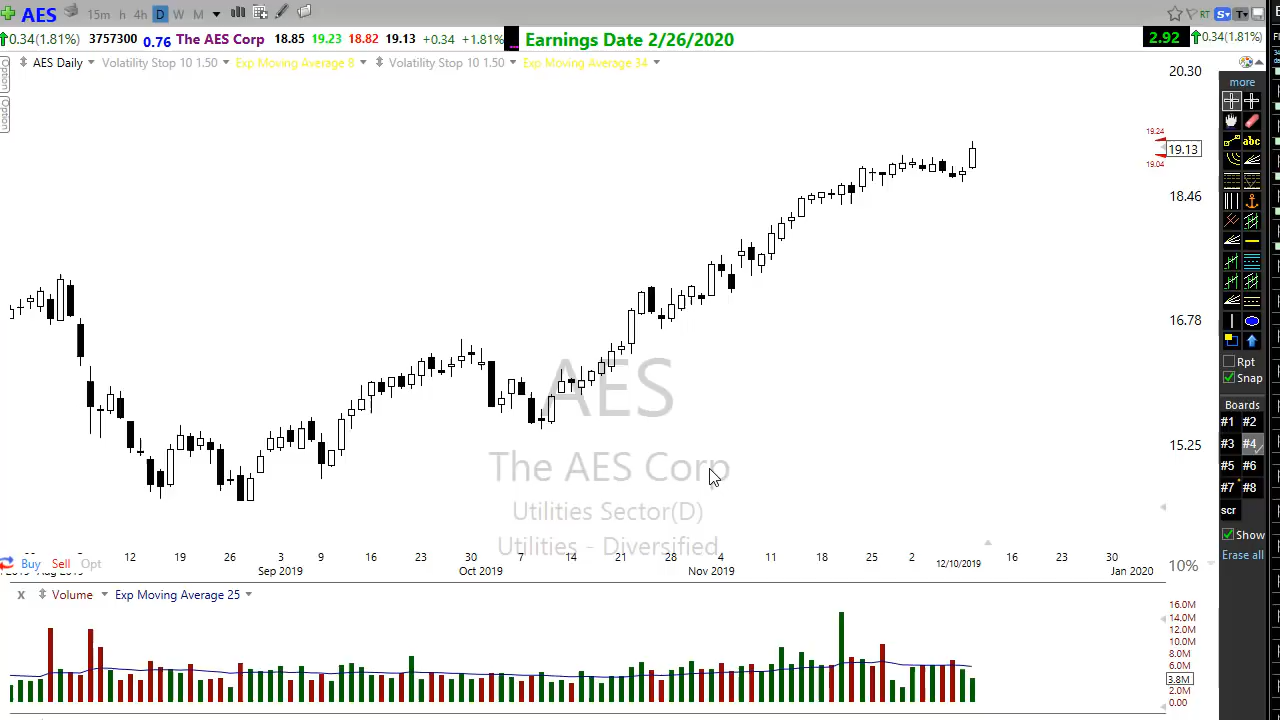 AES 15m h 4h D W M RT S T
0.34(1.81%) 3757300 0.76 The AES Corp 18.85 19.23 18.82 19.13 +0.34 +1.81% Earnings Date 2/26/2020 2.92 0.34(1.81%)
AES Daily Volatility Stop 10 1.50 Exp Moving Average 8 Volatility Stop 10 1.50 Exp Moving Average 34
Option
Option
20.30
19.24
19.13
19.04
18.46
16.78
15.25
10%
more
abc
Rpt
Snap
Boards
#1 #2
#3 #4
#5 #6
#7 #8
scr
Show
Erase all
AES
The AES Corp
Utilities Sector(D)
Utilities - Diversified
12 19 26 3 9 16 23 30 7 14 21 28 4 11 18 25 2 12/10/2019 16 23 30
Buy Sell Opt
Sep 2019 Oct 2019 Nov 2019 Jan 2020
x Volume Exp Moving Average 25
16.0M
14.0M
12.0M
10.0M
8.0M
6.0M
3.8M
2.0M
0.00